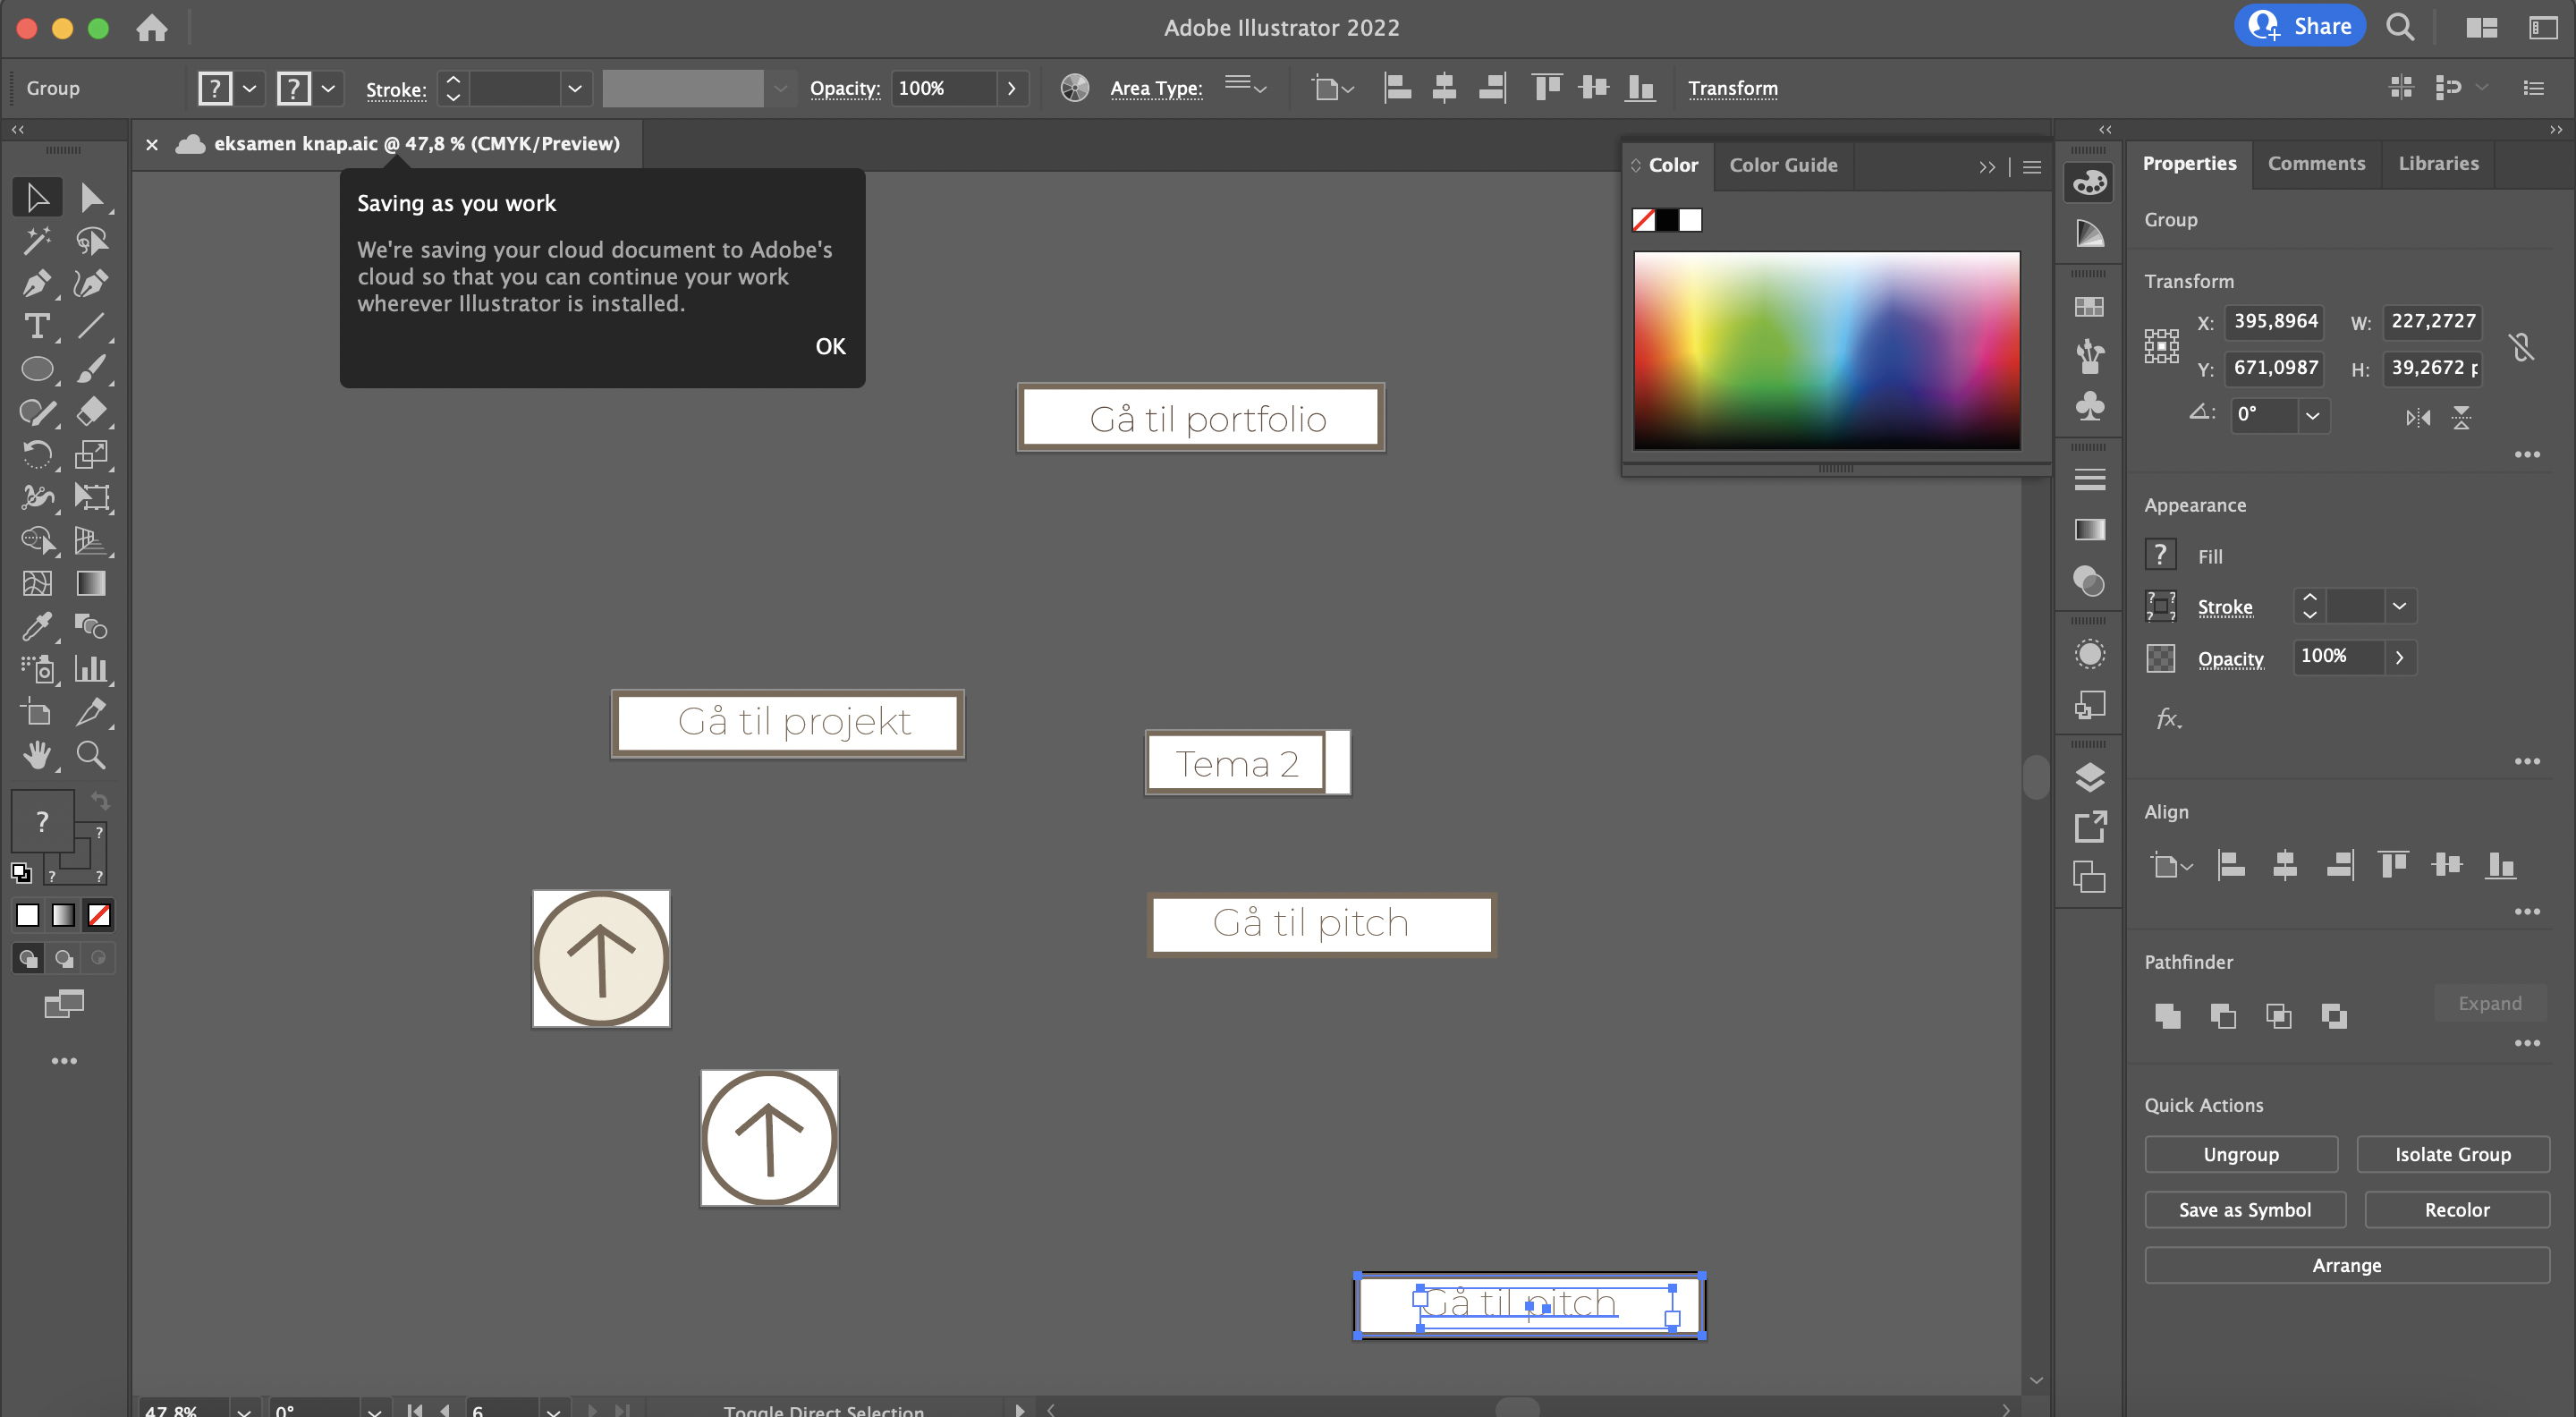 Adobe Illustrator 2022
Share
Group
?
?
Stroke:
Opacity:
100%
Area Type:
Transform
eksamen knap.aic @ 47,8 % (CMYK/Preview)
Saving as you work
We're saving your cloud document to Adobe's
cloud so that you can continue your work
wherever Illustrator is installed.
OK
Color
Color Guide
Properties
Comments
Libraries
Group
Transform
X:
395,8964
W:
227,2727
Y:
671,0987
H:
39,2672 p
0°
Appearance
?
Fill
Stroke
Opacity
100%
fx.
Align
Pathfinder
Expand
Quick Actions
Ungroup
Isolate Group
Save as Symbol
Recolor
Arrange
Gå til portfolio
Gå til projekt
Tema 2
Gå til pitch
Gå til pitch
?
?
?
?
47,8%
0°
6
Toggle Direct Selection